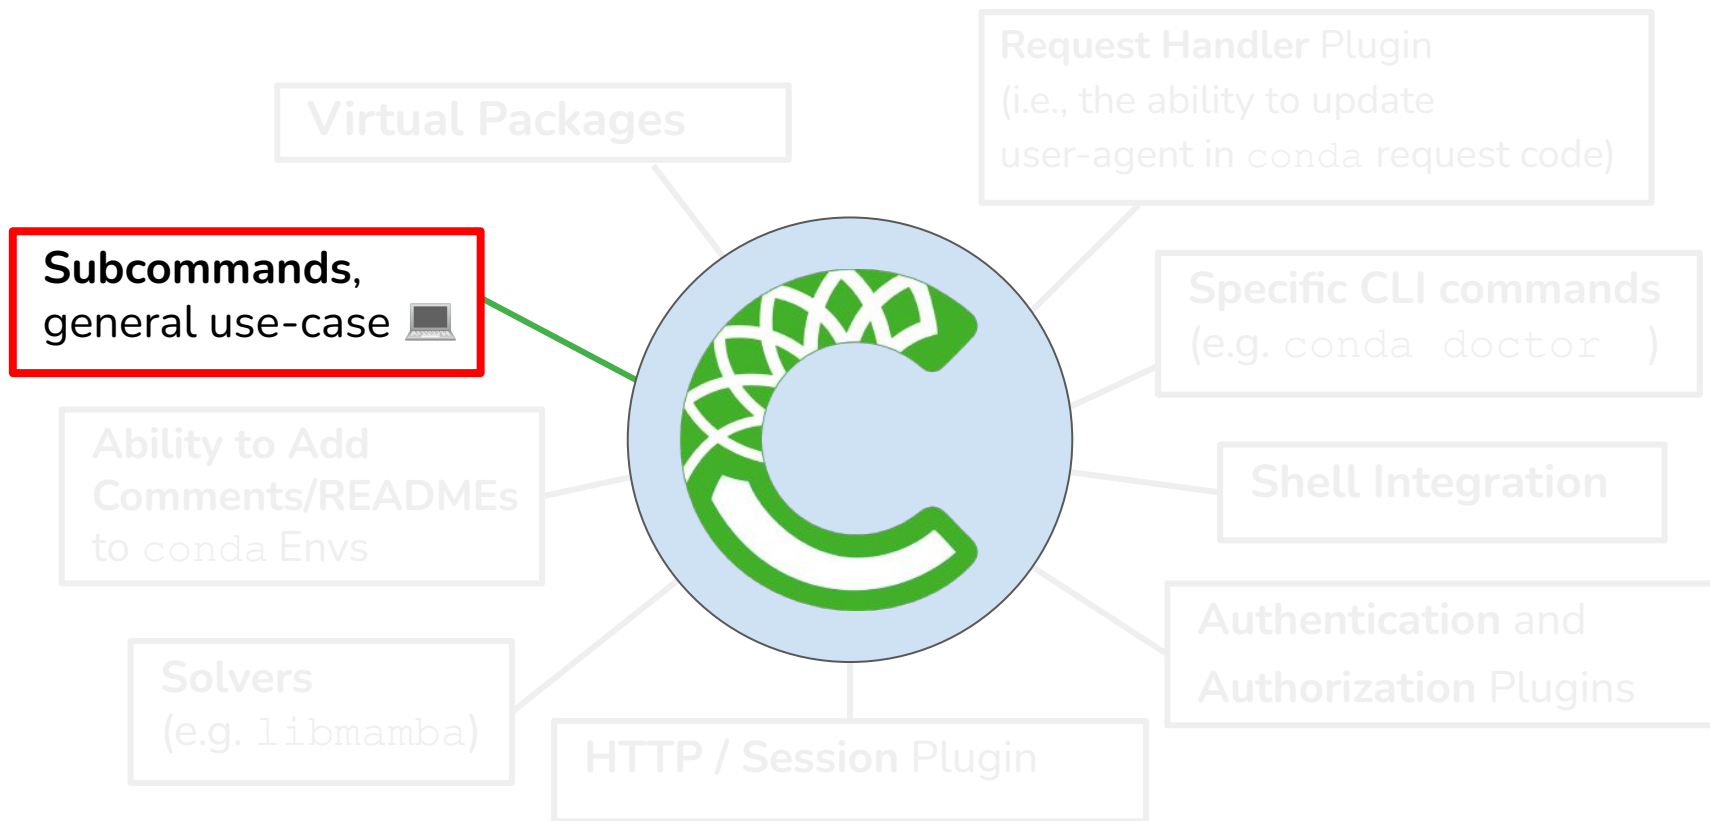 Virtual Packages
Request Handler Plugin
(i.e., the ability to update
user-agent in conda request code)
Subcommands,
general use-case 💻
Specific CLI commands
(e.g. conda doctor )
Ability to Add
Comments/READMEs
to conda Envs
Shell Integration
Solvers
(e.g. libmamba)
Authentication and
Authorization Plugins
HTTP / Session Plugin